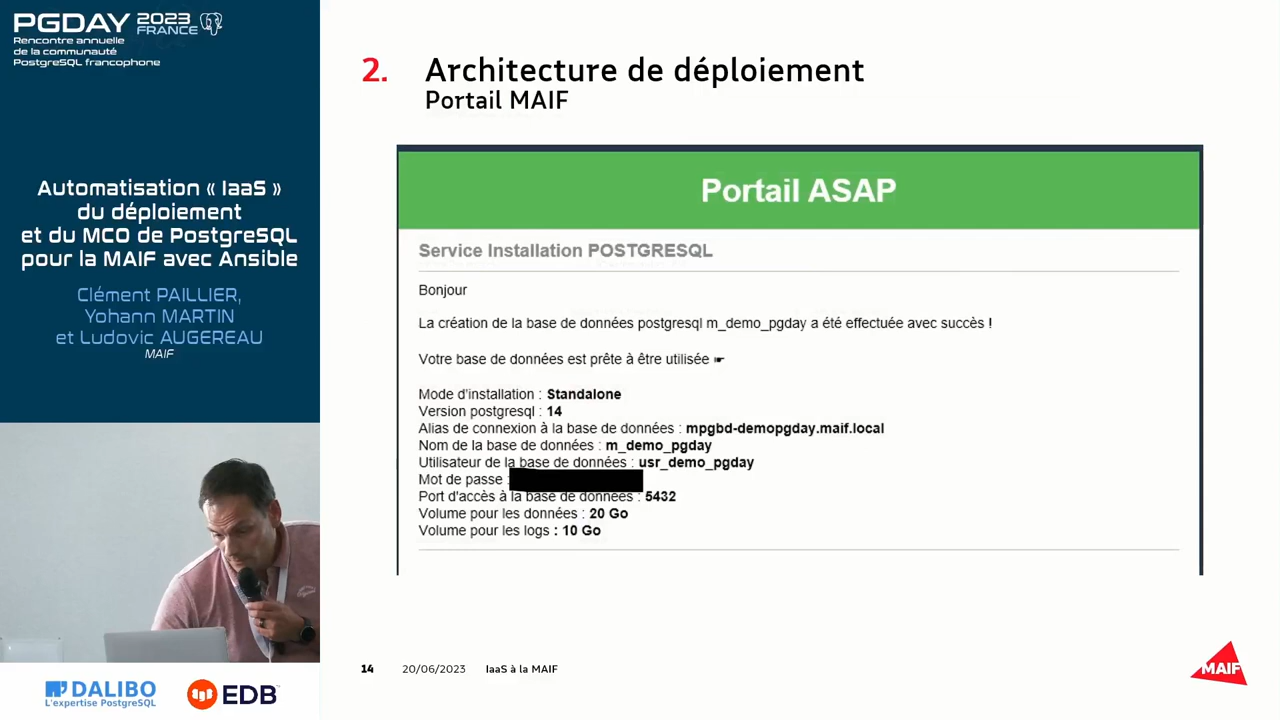 PGDAY 2023 FRANCE
Rencontre annuelle
de la communauté
PostgreSQL francophone
Automatisation « IaaS »
du déploiement
et du MCO de PostgreSQL
pour la MAIF avec Ansible
Clément PAILLIER,
Yohann MARTIN
et Ludovic AUGEREAU
MAIF
DALIBO
L'expertise PostgreSQL
EDB
2. Architecture de déploiement
Portail MAIF
Portail ASAP
Service Installation POSTGRESQL
Bonjour
La création de la base de données postgresql m_demo_pgday a été effectuée avec succès !
Votre base de données est prête à être utilisée ☛
Mode d'installation : Standalone
Version postgresql : 14
Alias de connexion à la base de données : mpgbd-demopgday.maif.local
Nom de la base de données : m_demo_pgday
Utilisateur de la base de données : usr_demo_pgday
Mot de passe :
Port d'accès à la base de données : 5432
Volume pour les données : 20 Go
Volume pour les logs : 10 Go
14 20/06/2023 IaaS à la MAIF
MAIF